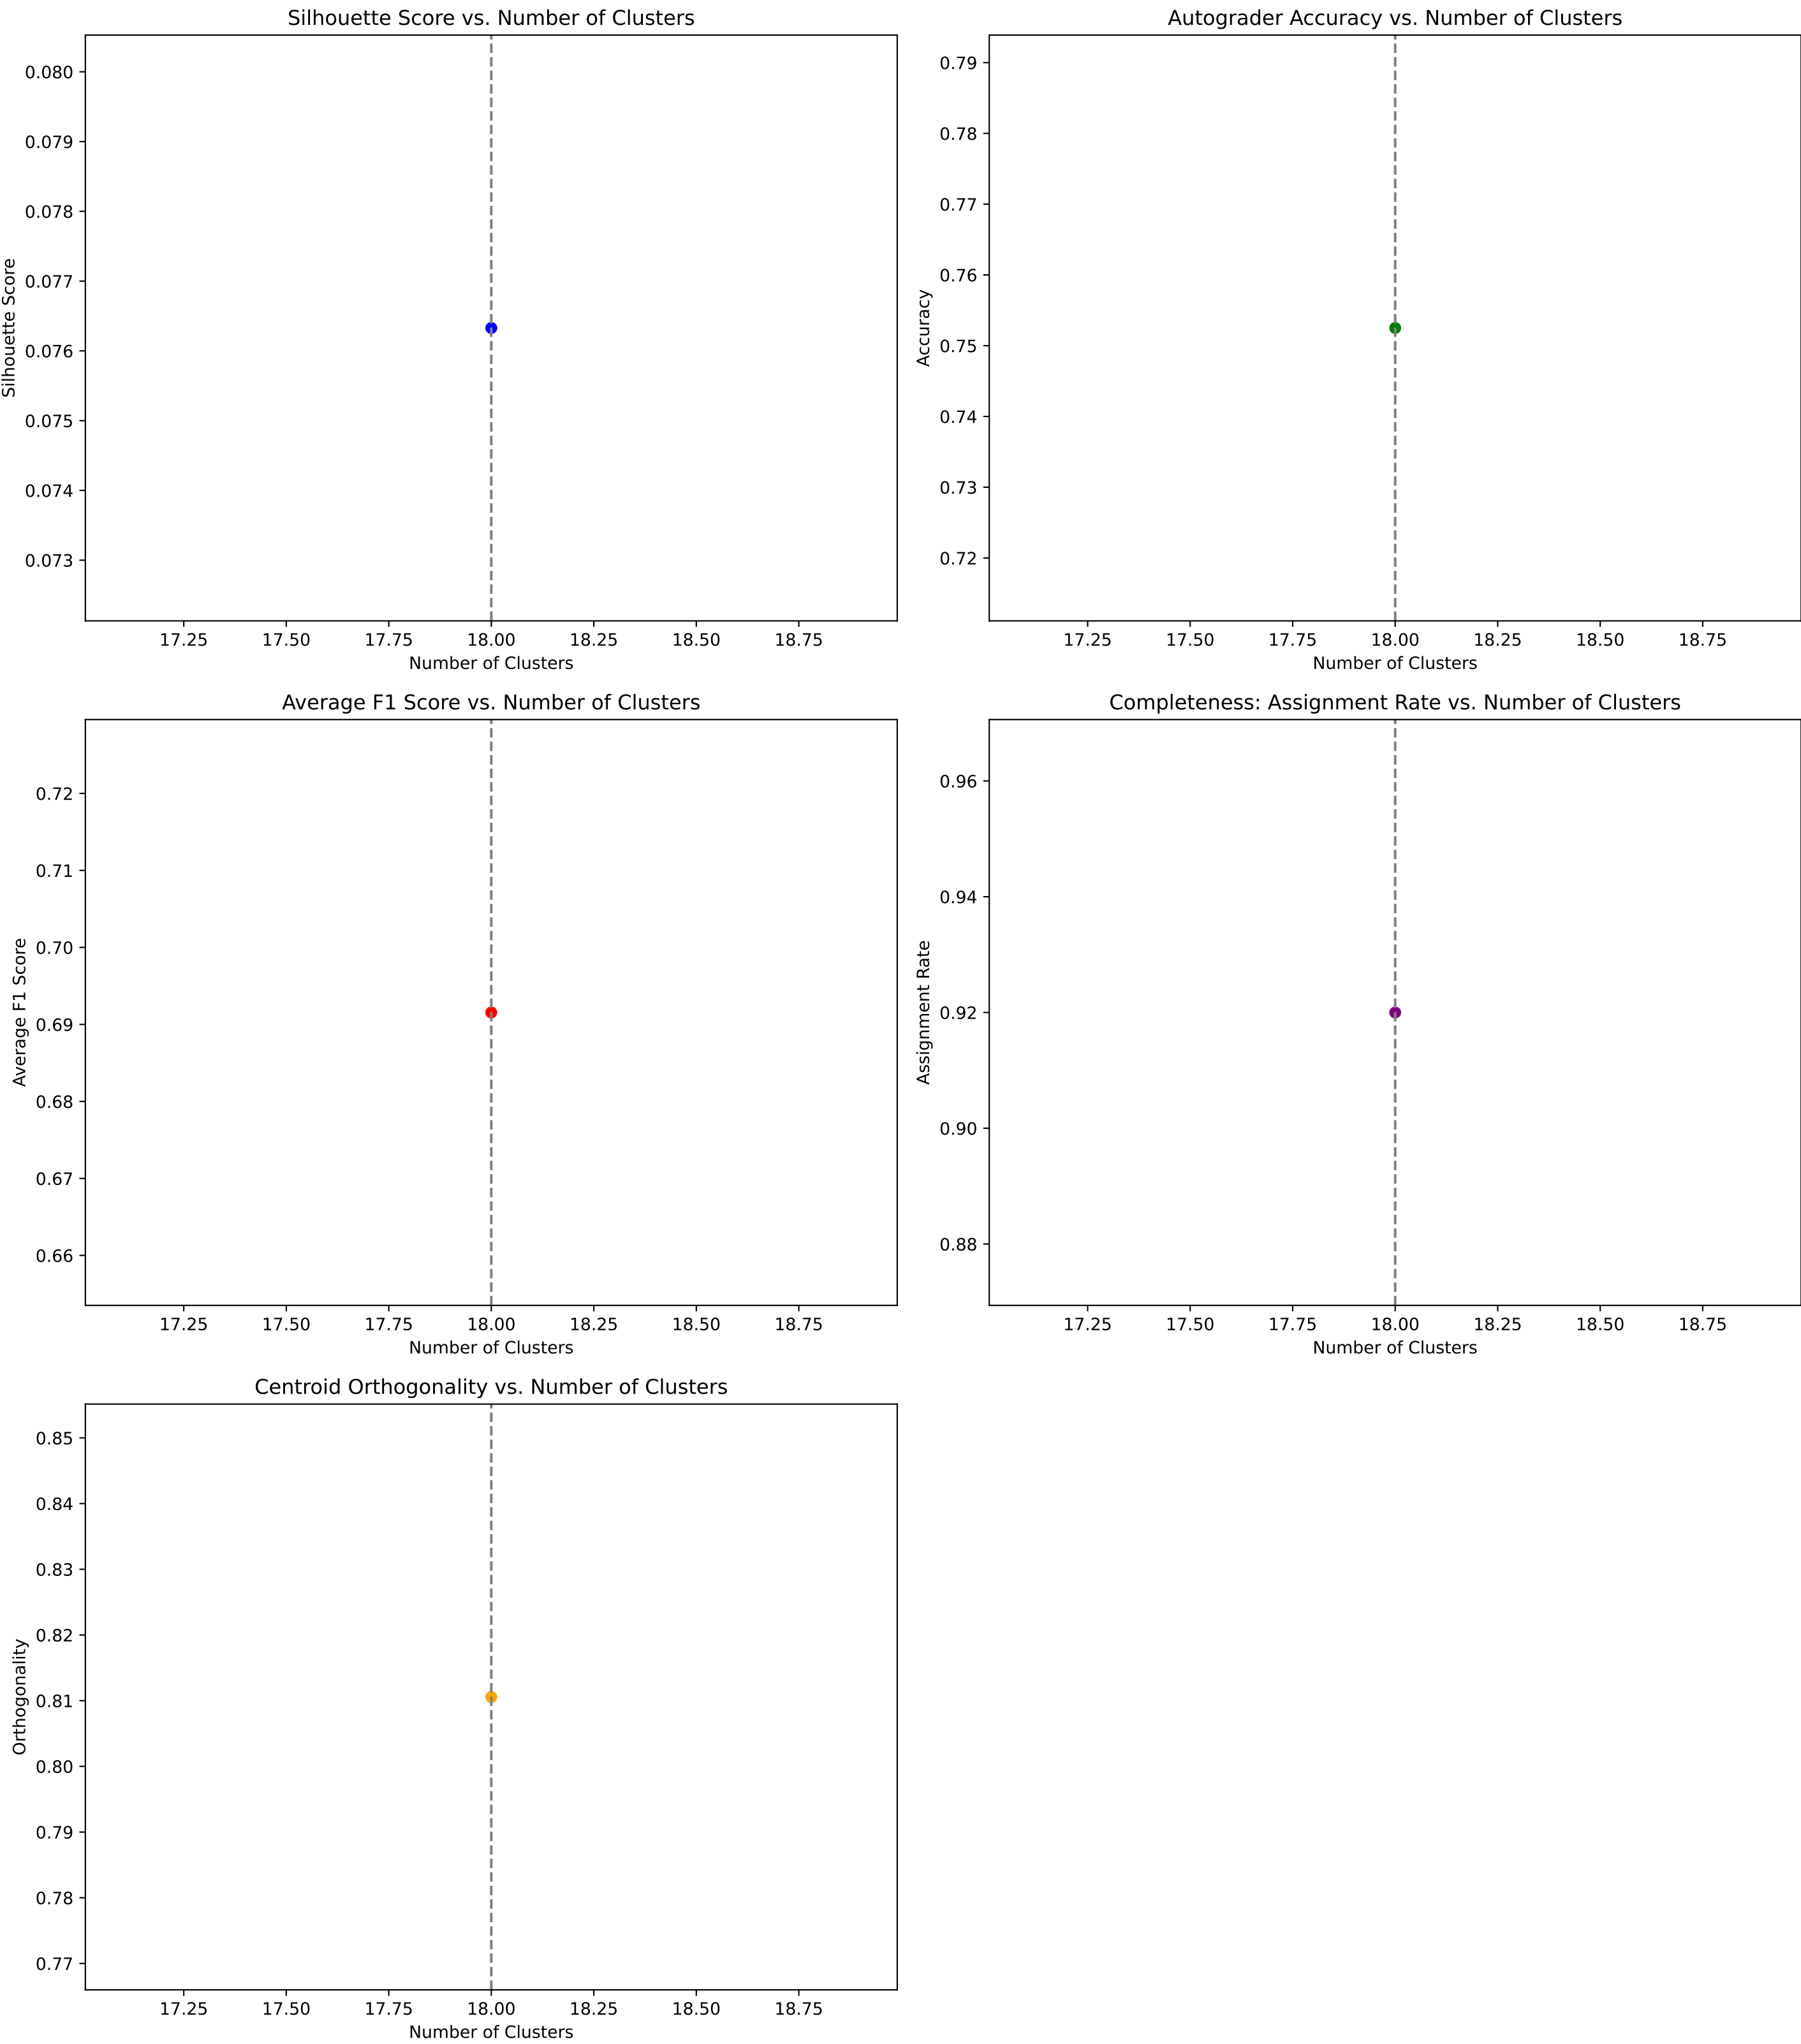 Silhouette Score vs. Number of Clusters
0.080
0.079
0.078
0.077
0.076
0.075
0.074
0.073
Silhouette Score
17.25 17.50 17.75 18.00 18.25 18.50 18.75
Number of Clusters
Autograder Accuracy vs. Number of Clusters
0.79
0.78
0.77
0.76
0.75
0.74
0.73
0.72
Accuracy
17.25 17.50 17.75 18.00 18.25 18.50 18.75
Number of Clusters
Average F1 Score vs. Number of Clusters
0.72
0.71
0.70
0.69
0.68
0.67
0.66
Average F1 Score
17.25 17.50 17.75 18.00 18.25 18.50 18.75
Number of Clusters
Completeness: Assignment Rate vs. Number of Clusters
0.96
0.94
0.92
0.90
0.88
Assignment Rate
17.25 17.50 17.75 18.00 18.25 18.50 18.75
Number of Clusters
Centroid Orthogonality vs. Number of Clusters
0.85
0.84
0.83
0.82
0.81
0.80
0.79
0.78
0.77
Orthogonality
17.25 17.50 17.75 18.00 18.25 18.50 18.75
Number of Clusters